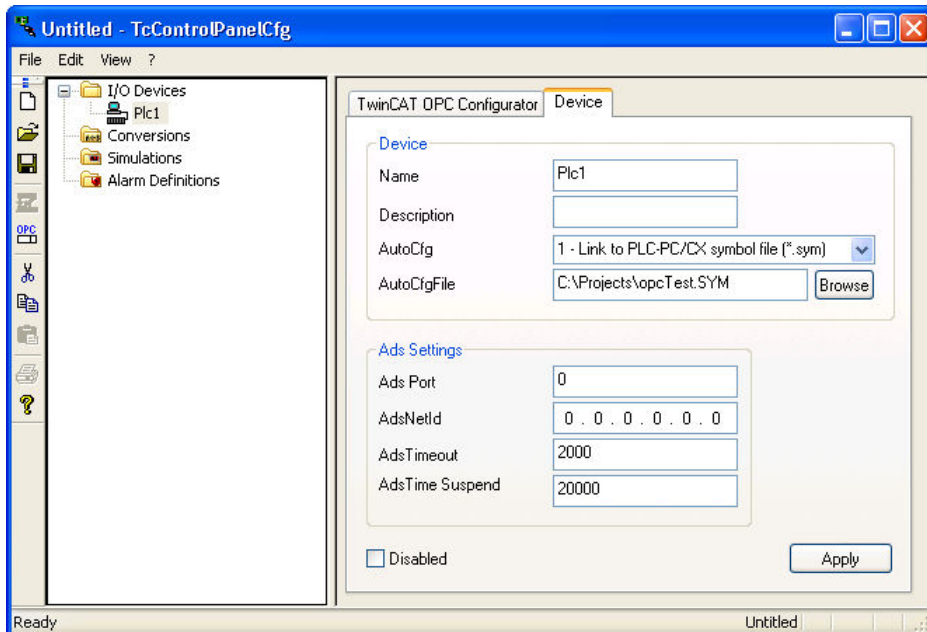 Untitled - TcControlPanelCfg
File Edit View ?
I/O Devices
Plc1
Conversions
Simulations
Alarm Definitions
OPC
TwinCAT OPC Configurator Device
Device
Name Plc1
Description
AutoCfg 1 - Link to PLC-PC/CX symbol file (*.sym)
AutoCfgFile C:\Projects\opcTest.SYM Browse
Ads Settings
Ads Port 0
AdsNetId 0 . 0 . 0 . 0 . 0 . 0
AdsTimeout 2000
AdsTime Suspend 20000
Disabled Apply
Ready Untitled